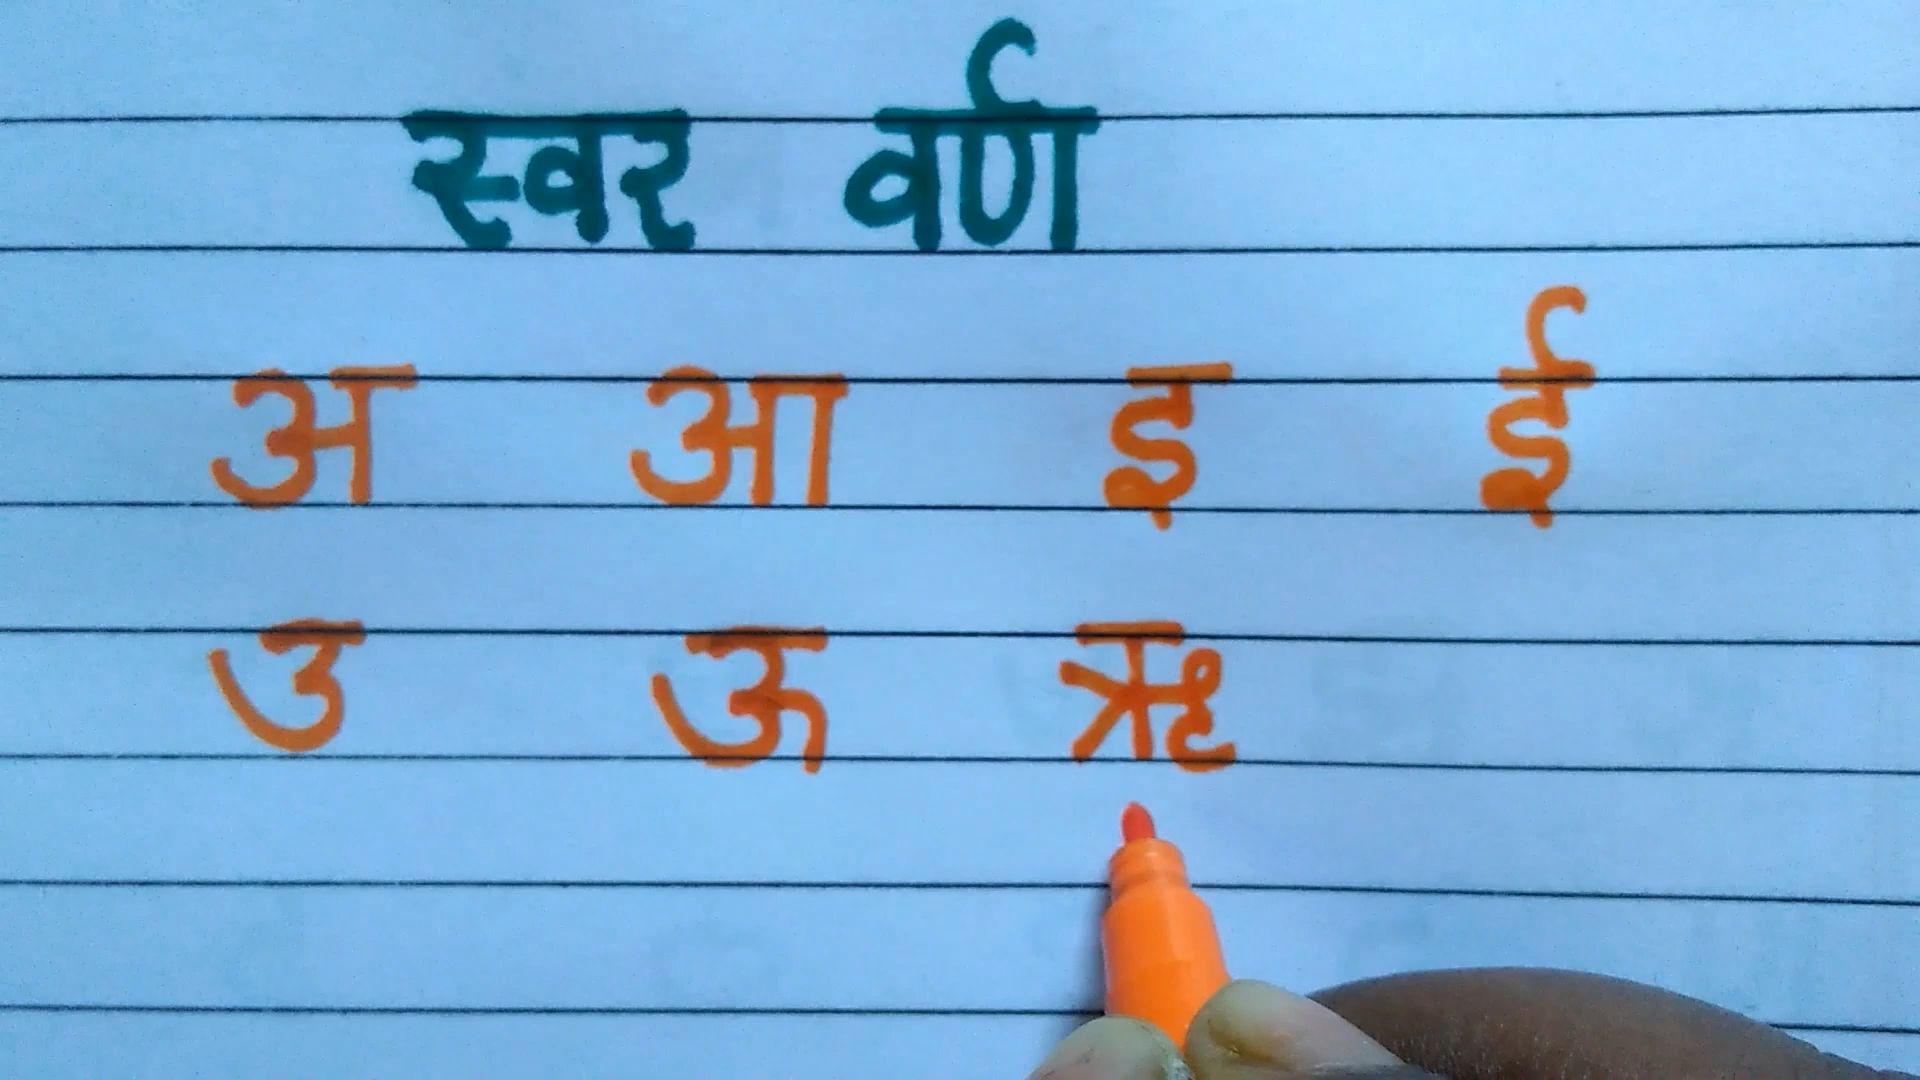 स्वर वर्ण
अ आ इ ई
उ ऊ ऋ